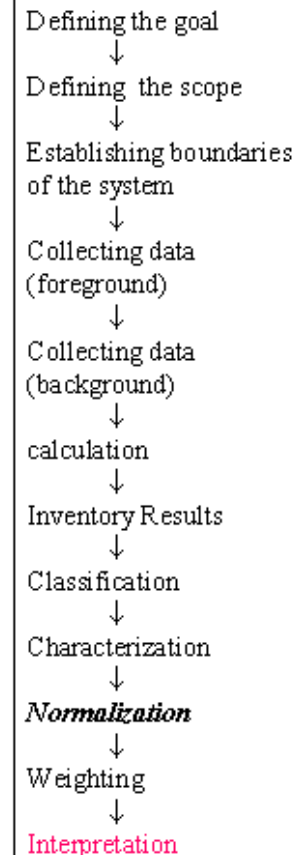 Defining the goal
↓
Defining the scope
↓
Establishing boundaries
of the system
↓
Collecting data
(foreground)
↓
Collecting data
(background)
↓
calculation
↓
Inventory Results
↓
Classification
↓
Characterization
↓
Normalization
↓
Weighting
↓
Interpretation